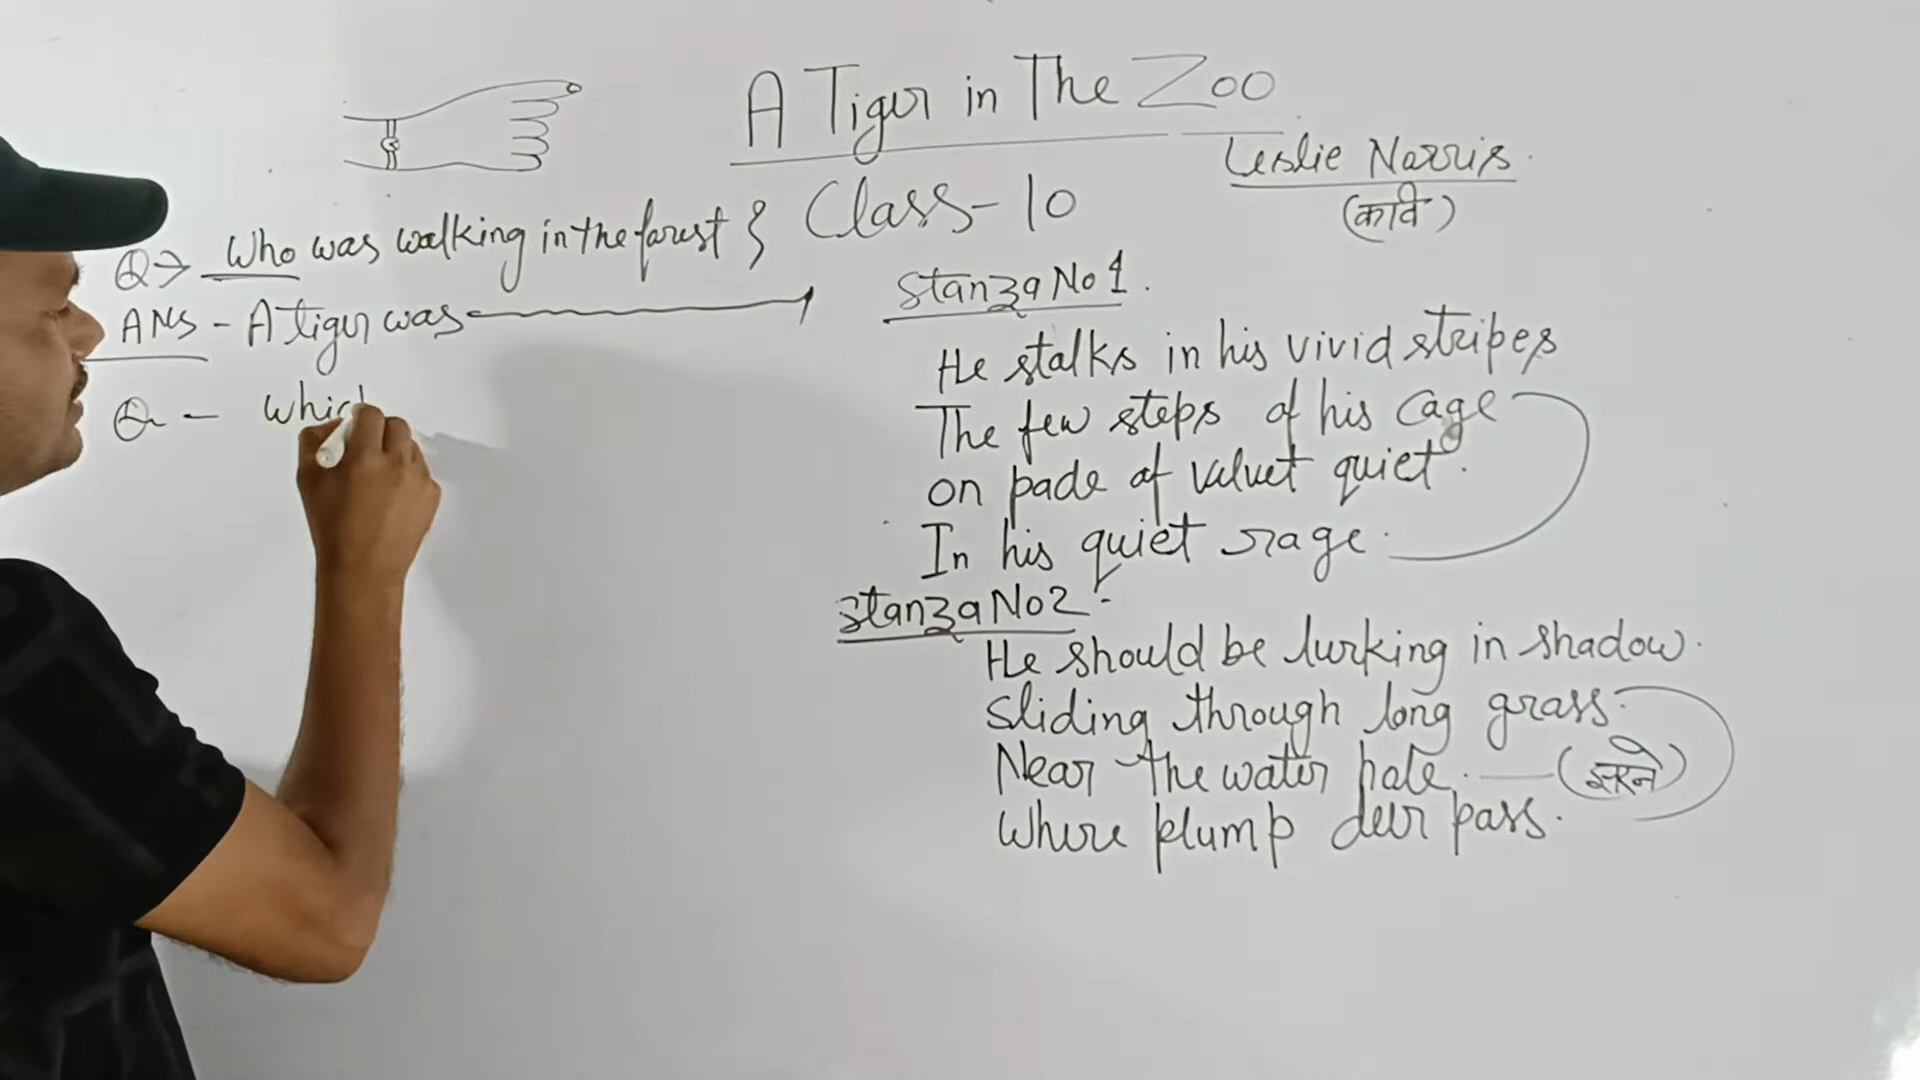 A Tiger in The Zoo
Leslie Norris
(कवि)
Class-10
Q→ Who was walking in the forest ?
ANS - A tiger was
Q - Which
Stanza No 1.
He stalks in his vivid stripes
The few steps of his cage
on pade of velvet quiet.
In his quiet rage.
Stanza No 2
He should be lurking in shadow.
Sliding through long grass.
Near the water hole. (झरने)
Where plump deer pass.